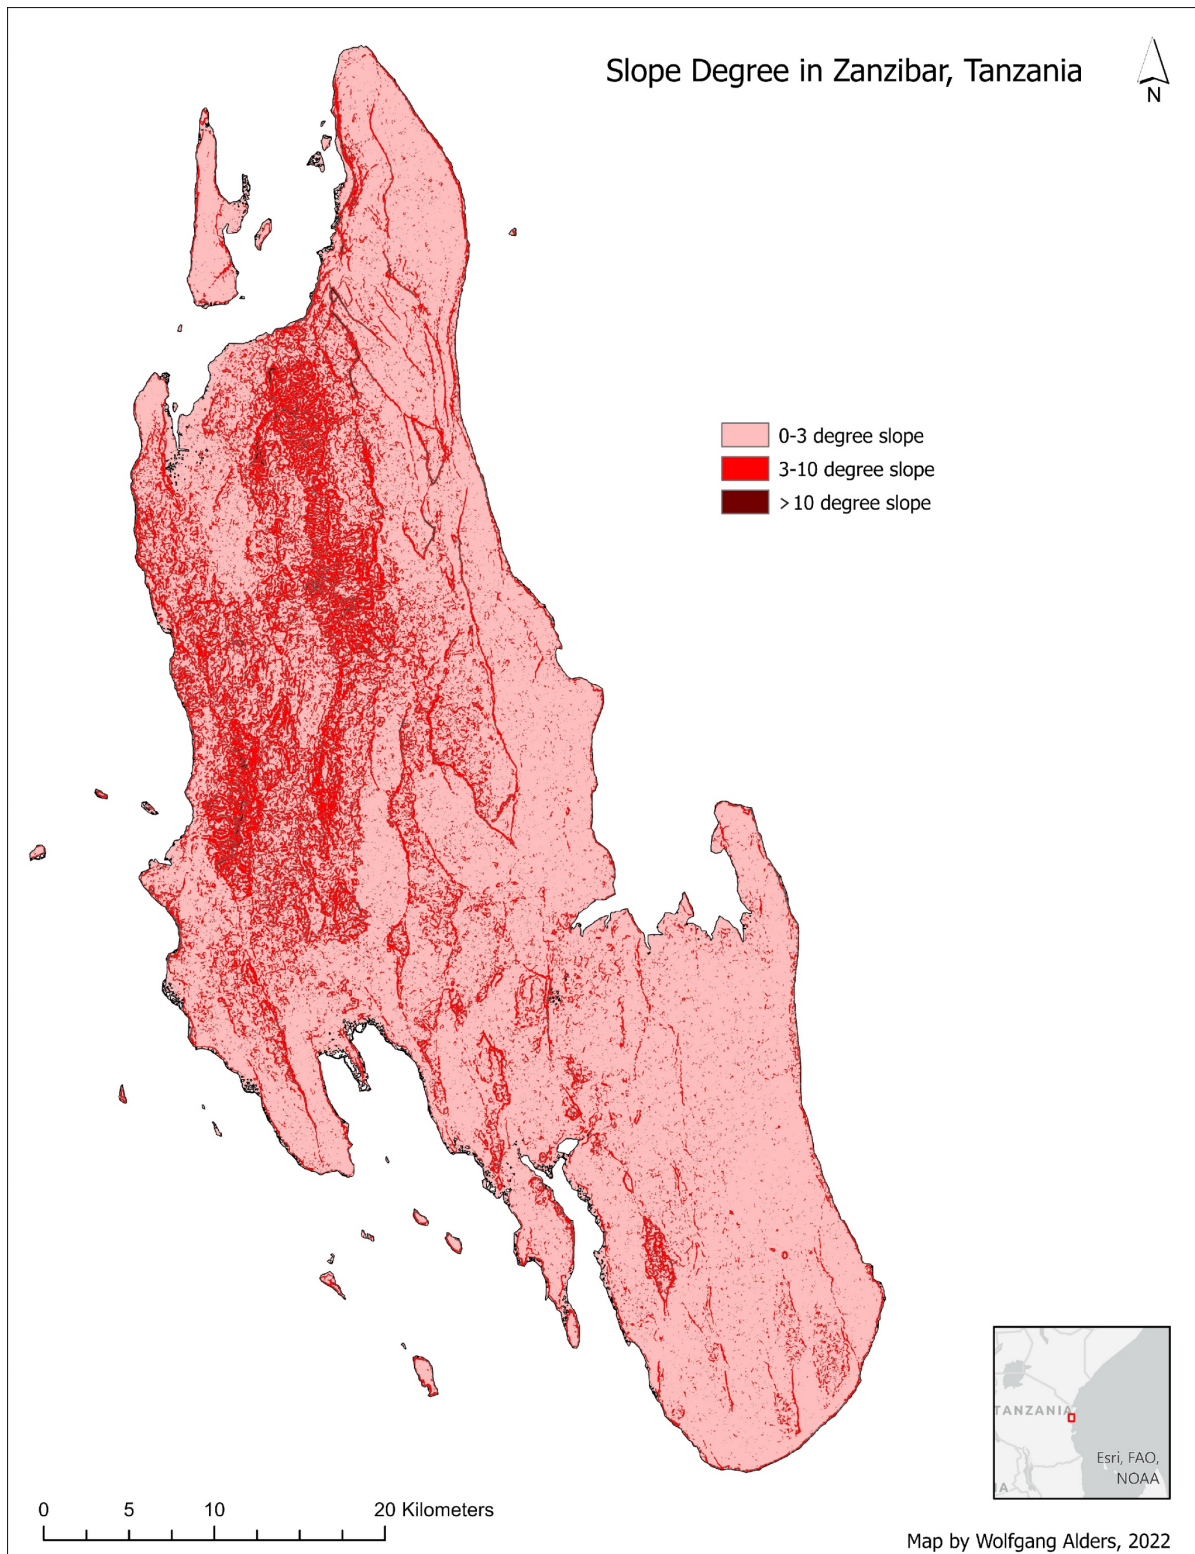 Slope Degree in Zanzibar, Tanzania
N
0-3 degree slope
3-10 degree slope
>10 degree slope
TANZANIA
Esri, FAO,
NOAA
IA
0 5 10 20 Kilometers
Map by Wolfgang Alders, 2022